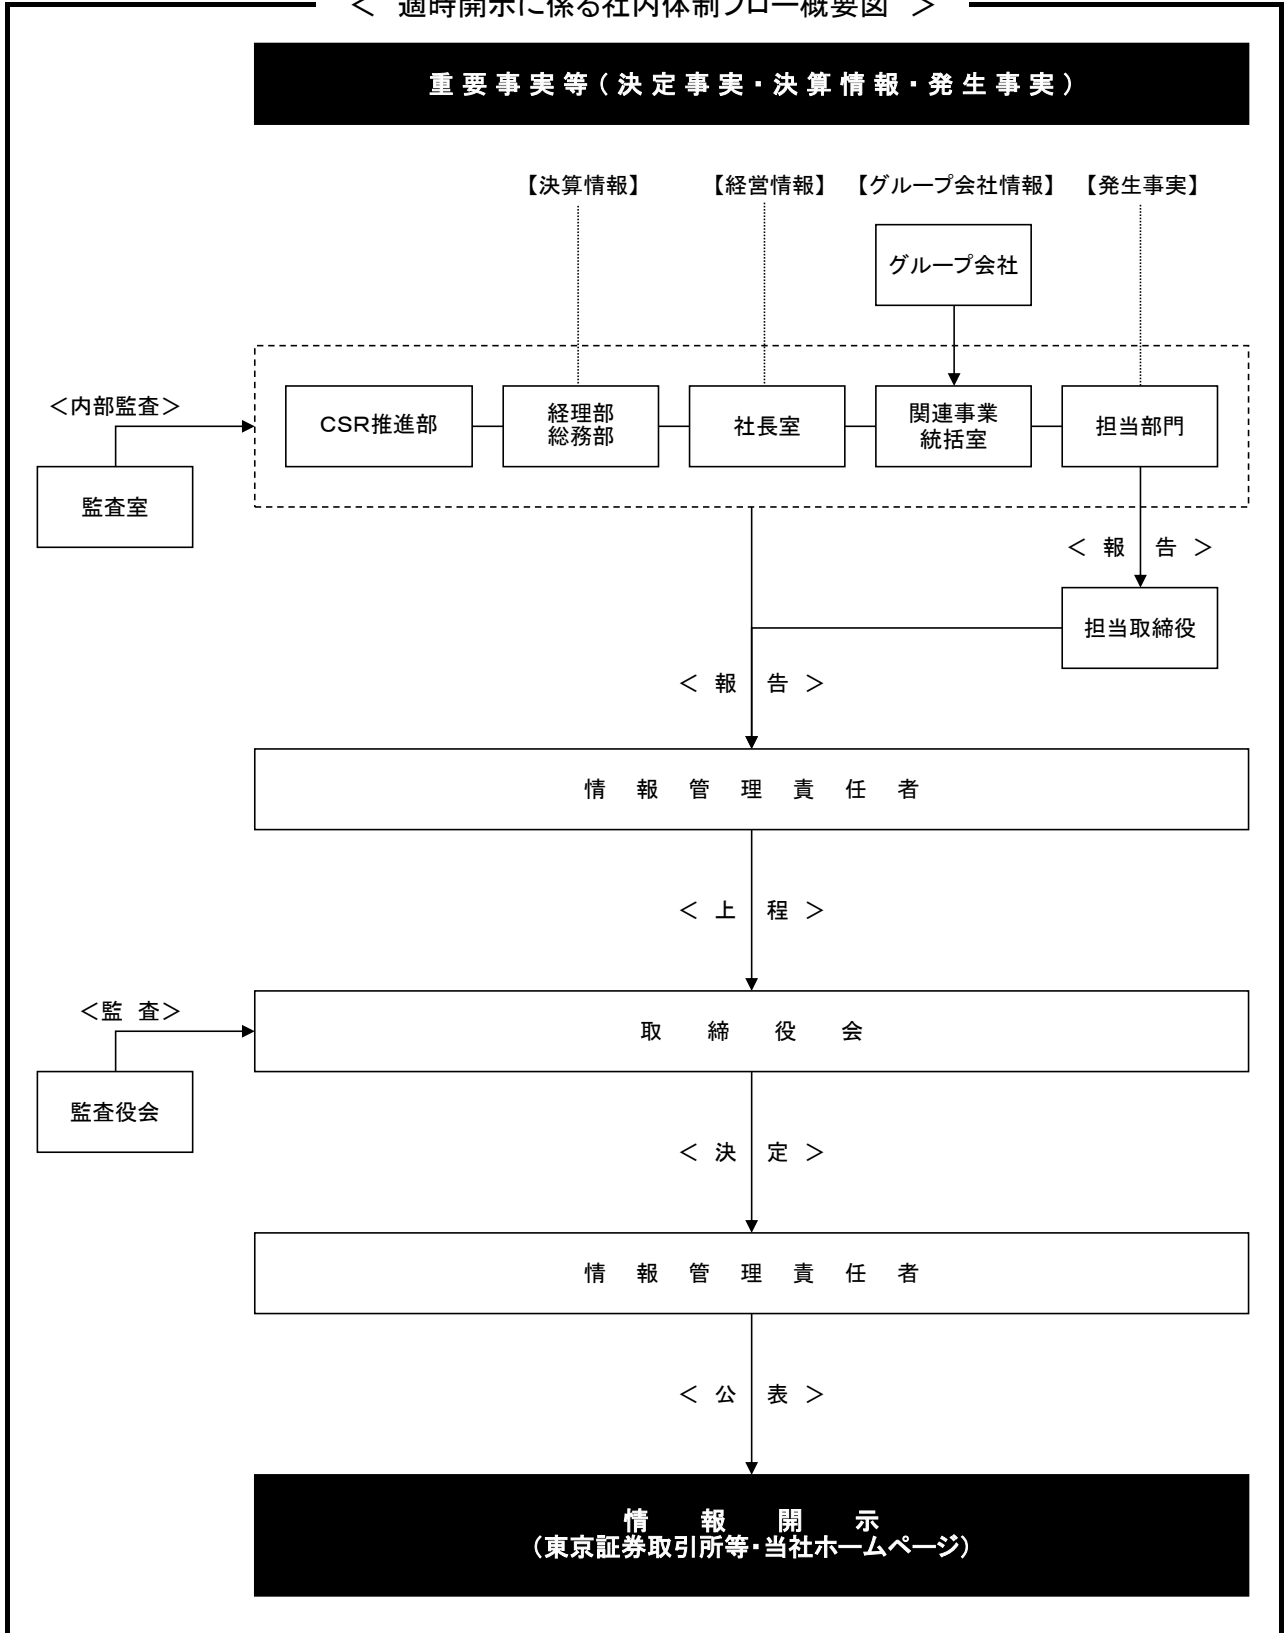 ＜ 適時開示に係る社内体制フロー概要図 ＞
重要事実等（決定事実・決算情報・発生事実）
【決算情報】 【経営情報】 【グループ会社情報】 【発生事実】
グループ会社
＜内部監査＞
CSR推進部
経理部
総務部
社長室
関連事業
統括室
担当部門
監査室
＜ 報 告 ＞
担当取締役
＜ 報 告 ＞
情報管理責任者
＜ 上 程 ＞
＜監 査＞
取締役会
監査役会
＜ 決 定 ＞
情報管理責任者
＜ 公 表 ＞
情報開示
（東京証券取引所等・当社ホームページ）